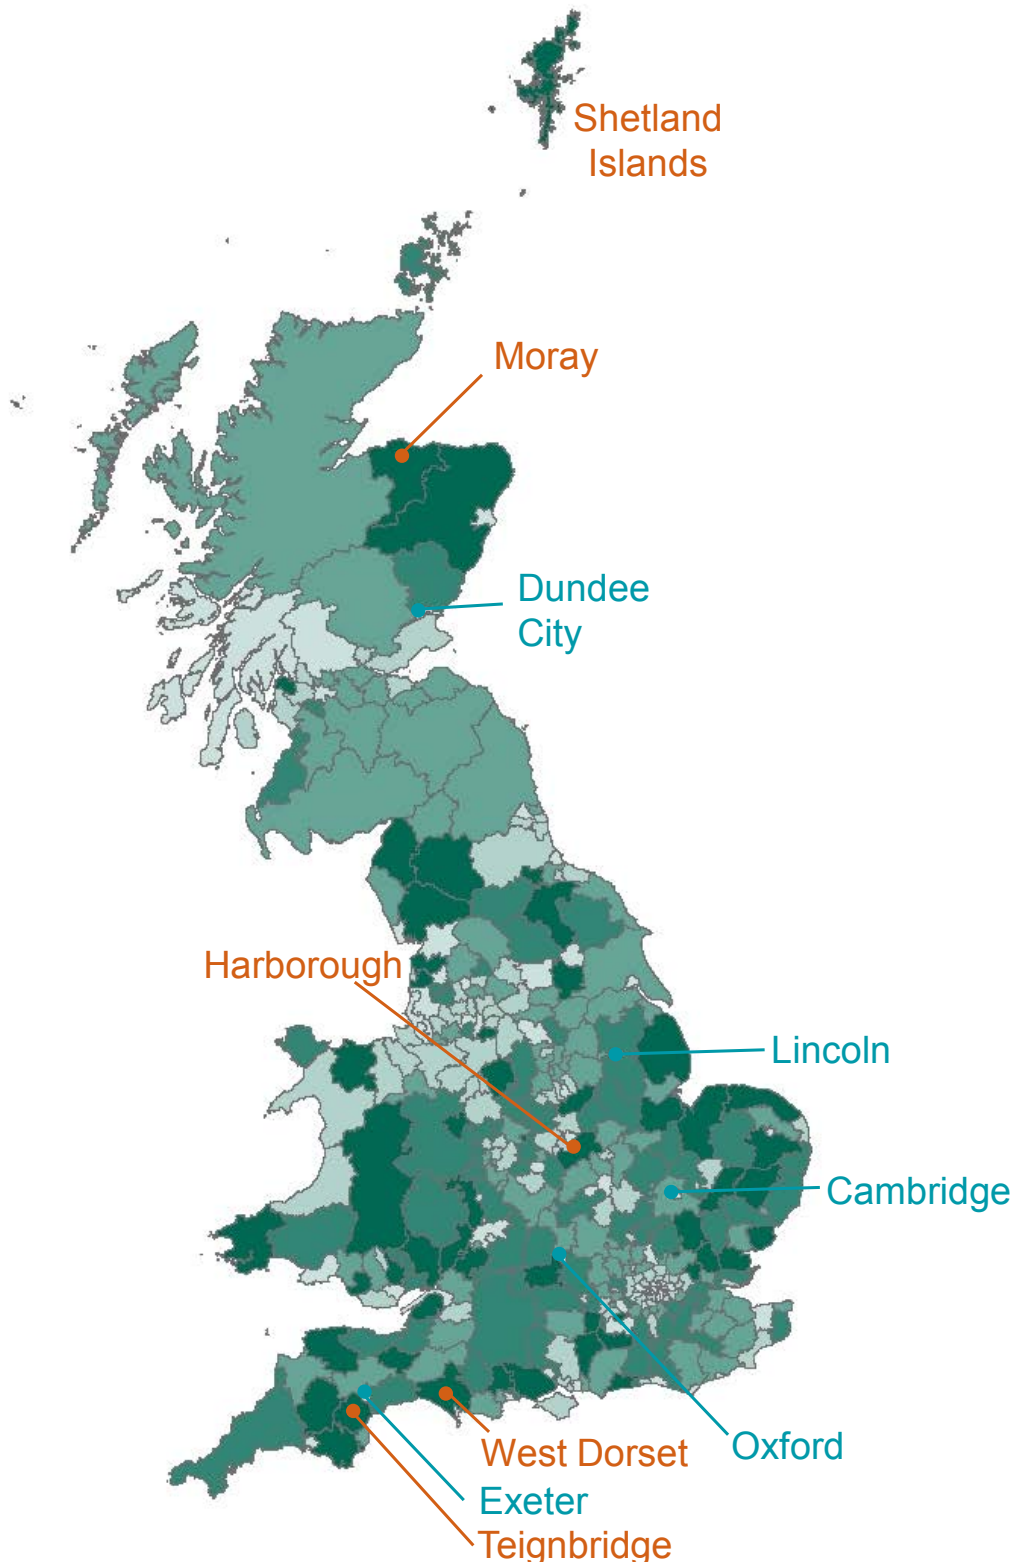 Shetland
Islands
Moray
Dundee
City
Harborough
Lincoln
Cambridge
Oxford
West Dorset
Exeter
Teignbridge